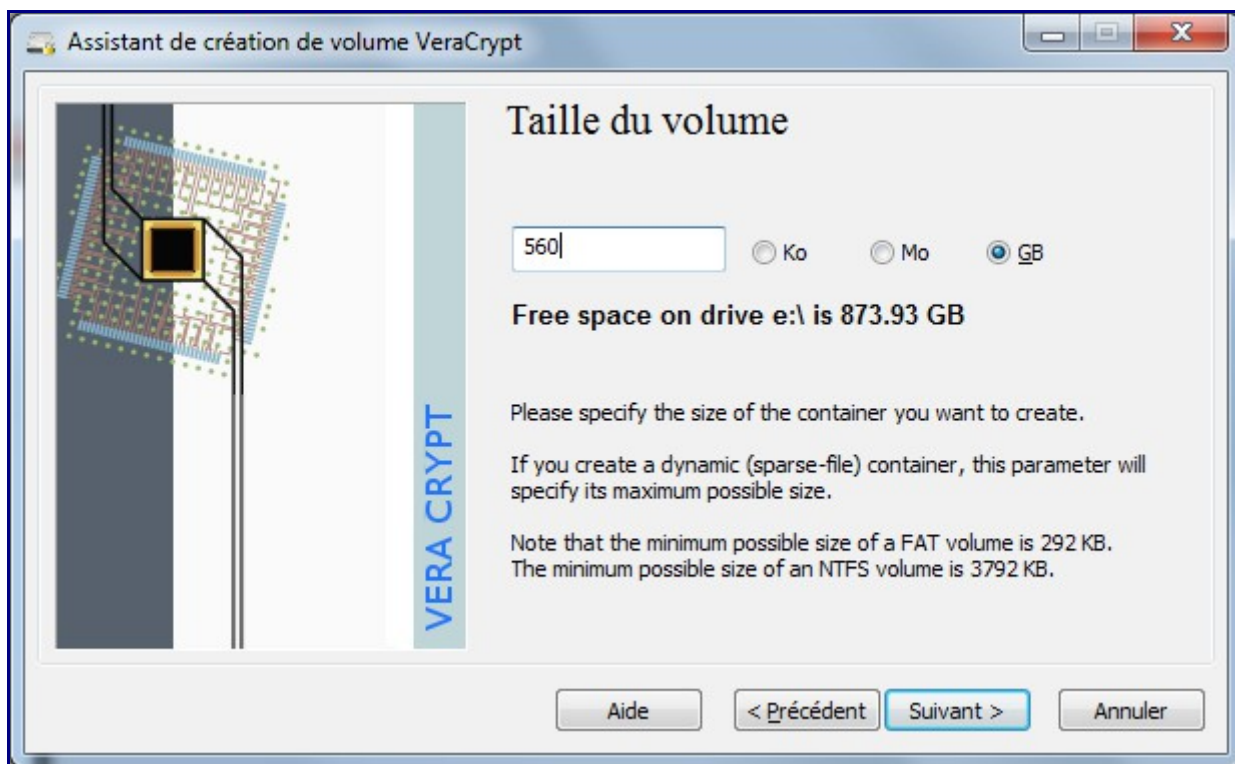 Assistant de création de volume VeraCrypt
Taille du volume
560
Ko
Mo
GB
Free space on drive e:\ is 873.93 GB
Please specify the size of the container you want to create.
If you create a dynamic (sparse-file) container, this parameter will
specify its maximum possible size.
Note that the minimum possible size of a FAT volume is 292 KB.
The minimum possible size of an NTFS volume is 3792 KB.
VERA CRYPT
Aide
< Précédent
Suivant >
Annuler